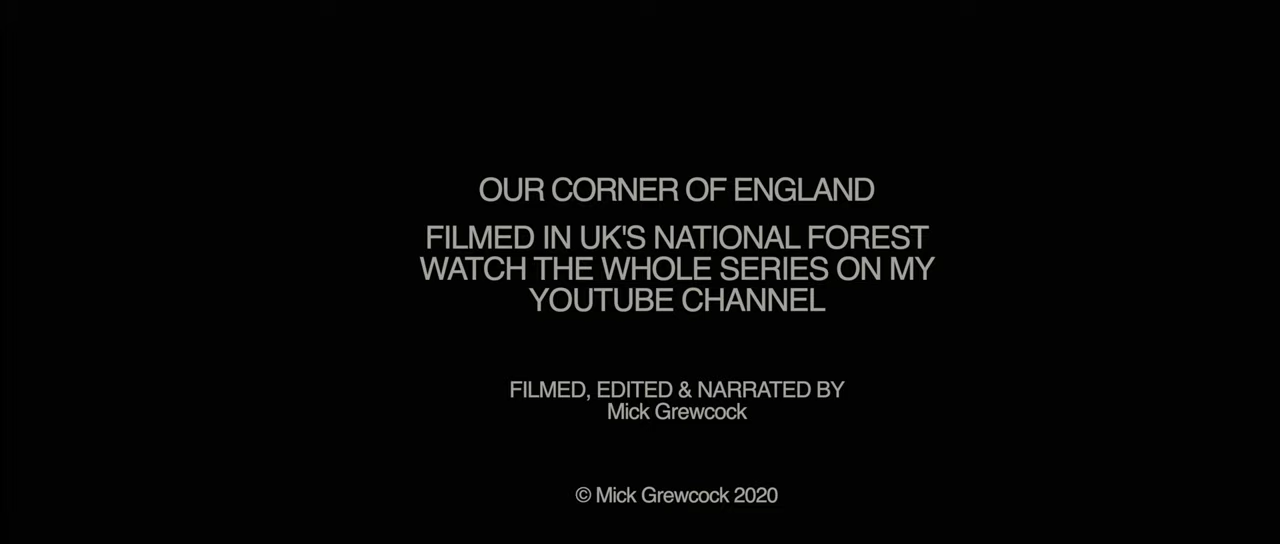 OUR CORNER OF ENGLAND
FILMED IN UK'S NATIONAL FOREST
WATCH THE WHOLE SERIES ON MY
YOUTUBE CHANNEL
FILMED, EDITED & NARRATED BY
Mick Grewcock
© Mick Grewcock 2020